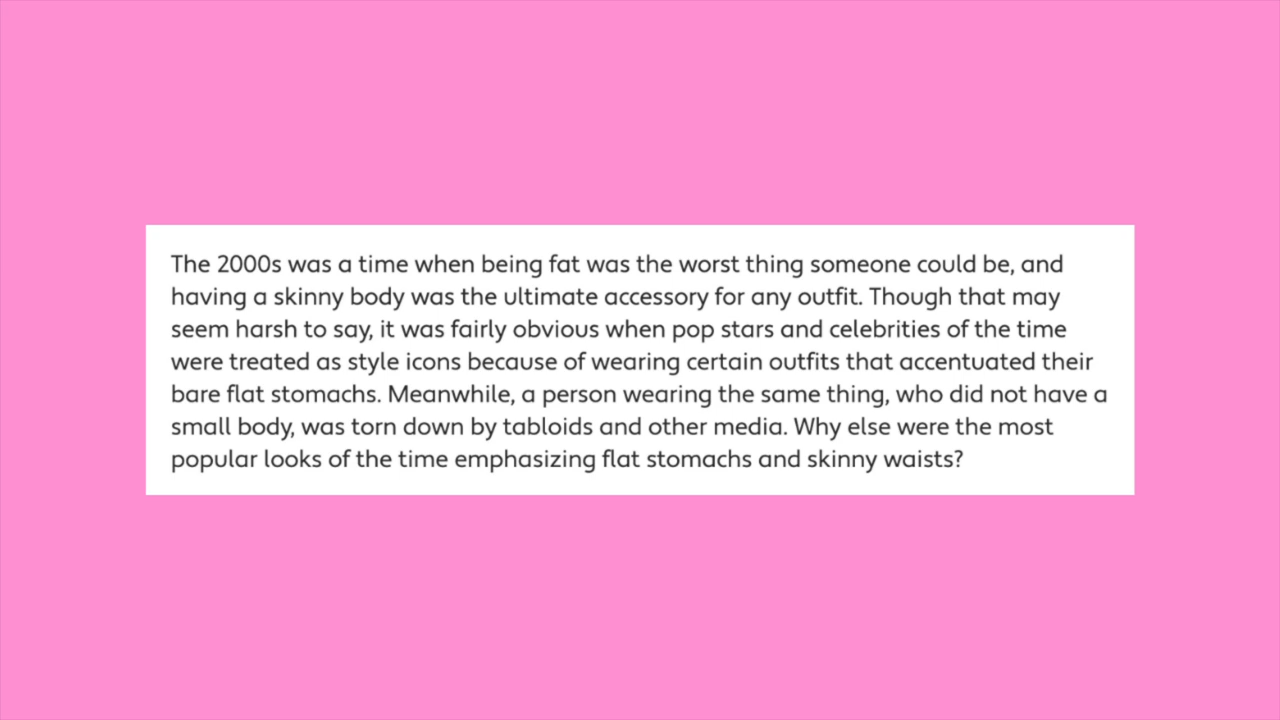 The 2000s was a time when being fat was the worst thing someone could be, and
having a skinny body was the ultimate accessory for any outfit. Though that may
seem harsh to say, it was fairly obvious when pop stars and celebrities of the time
were treated as style icons because of wearing certain outfits that accentuated their
bare flat stomachs. Meanwhile, a person wearing the same thing, who did not have a
small body, was torn down by tabloids and other media. Why else were the most
popular looks of the time emphasizing flat stomachs and skinny waists?